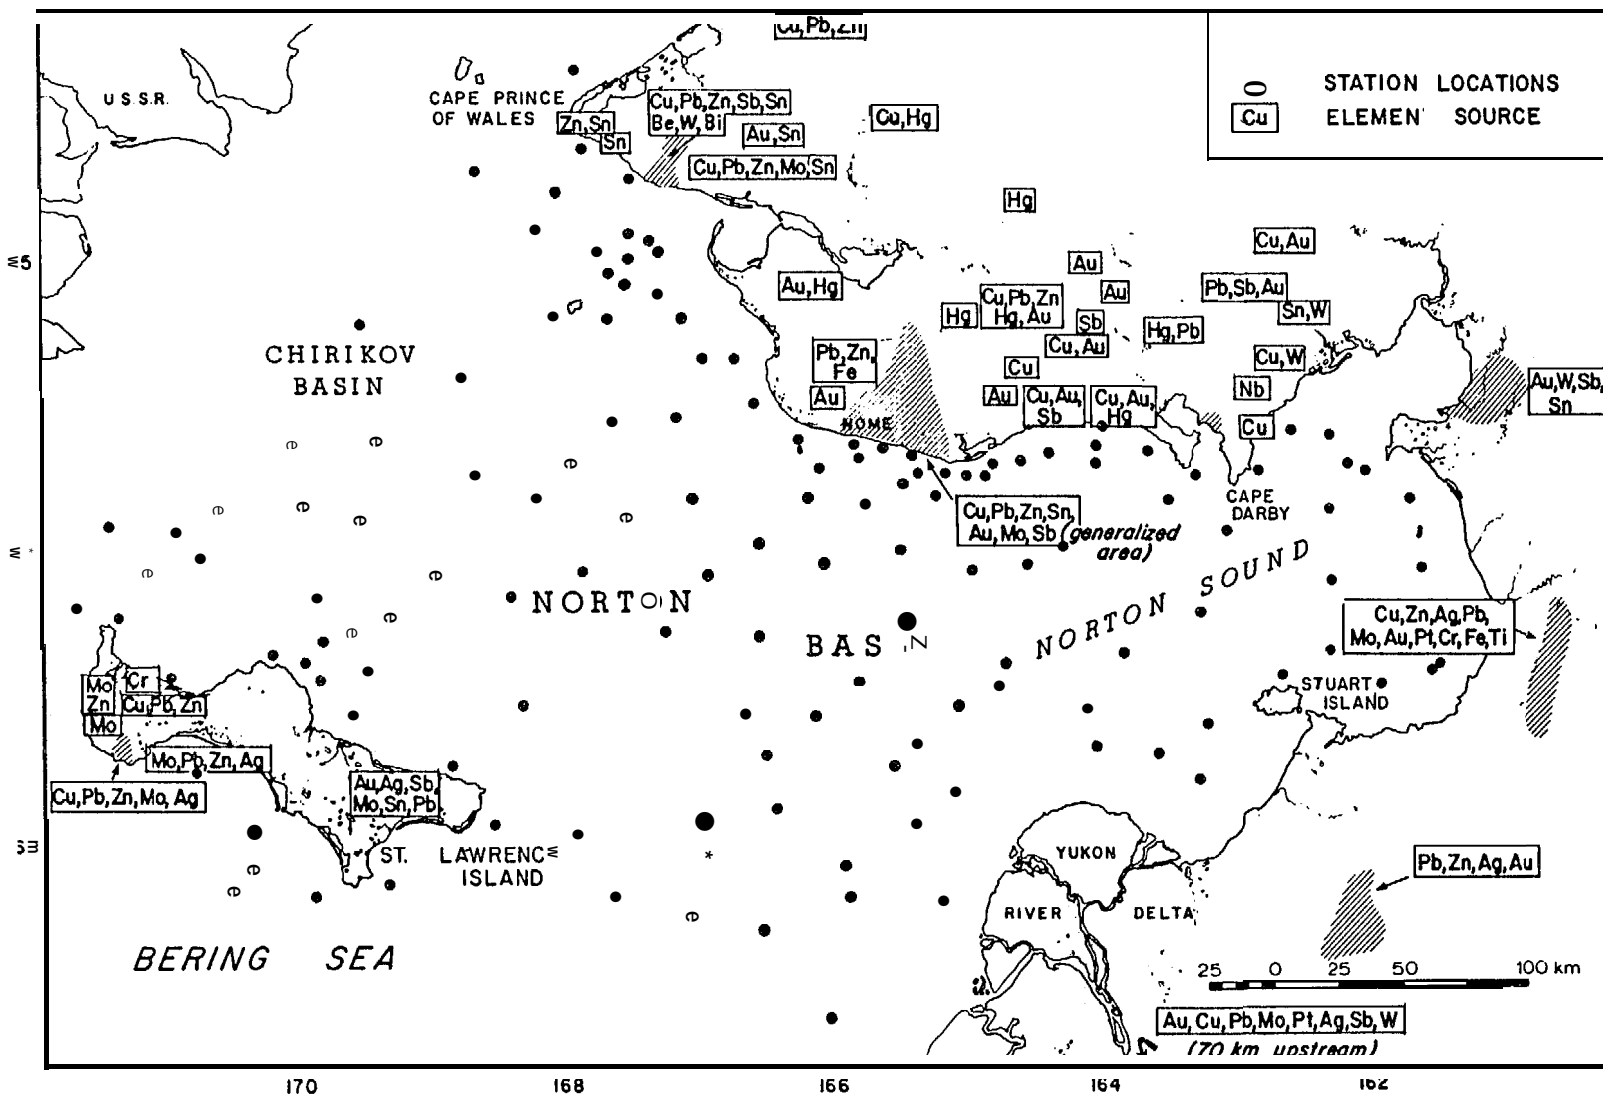 Cu,Pb,Zn
U.S.S.R.
CAPE PRINCE
OF WALES
STATION LOCATIONS
Cu
ELEMEN SOURCE
Cu,Pb,Zn,Sb,Sn
Be,W,Bi
Zn,Sn
Sn
Au,Sn
Cu,Hg
Cu,Pb,Zn,Mo,Sn
Hg
Cu,Au
Au
Au,Hg
Au
Pb,Sb,Au
Cu,Pb,Zn
Hg,Au
Hg
Sb
Sn,W
Hg,Pb
Cu,Au
Pb,Zn,
Fe
Cu
Cu,W
CHIRIKOV
BASIN
Au
Au
Cu,Au,
Sb
Cu,Au,
Hg
Nb
Au,W,Sb,
Sn
NOME
Cu
CAPE
DARBY
Cu,Pb,Zn,Sn,
Au,Mo,Sb (generalized
area)
NORTON SOUND
NORTON
BAS
Cu,Zn,Ag,Pb,
Mo,Au,Pt,Cr,Fe,Ti
STUART
ISLAND
Mo
Zn
Cr
Cu,Pb,Zn
Mo
Mo,Pb,Zn,Ag
Cu,Pb,Zn,Mo,Ag
Au,Ag,Sb,
Mo,Sn,Pb
ST. LAWRENC
ISLAND
YUKON
RIVER
DELTA
Pb,Zn,Ag,Au
BERING SEA
25 0 25 50 100 km
Au,Cu,Pb,Mo,Pt,Ag,Sb,W
(70 km upstream)
170 168 166 164 162